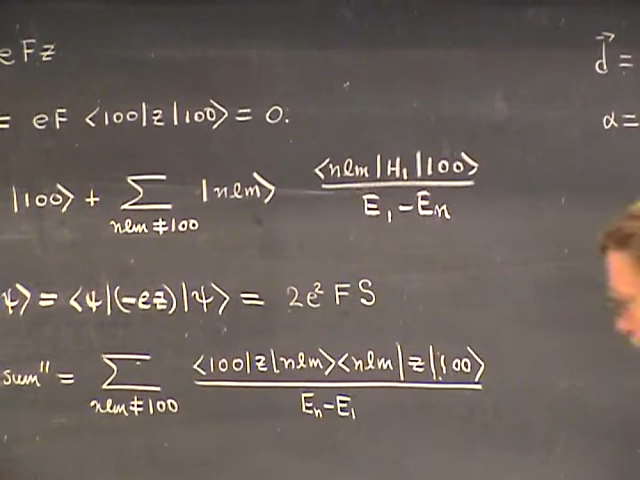 eFz
= eF ⟨100|z|100⟩ = 0.
|100⟩ + ∑_{nlm≠100} |nlm⟩ ⟨nlm|H₁|100⟩ / E₁-Eₙ
ψ⟩ = ⟨ψ|(-ez)|ψ⟩ = 2e² F S
sum" = ∑_{nlm≠100} ⟨100|z|nlm⟩⟨nlm|z|100⟩ / Eₙ-E₁
d⃗ =
α =